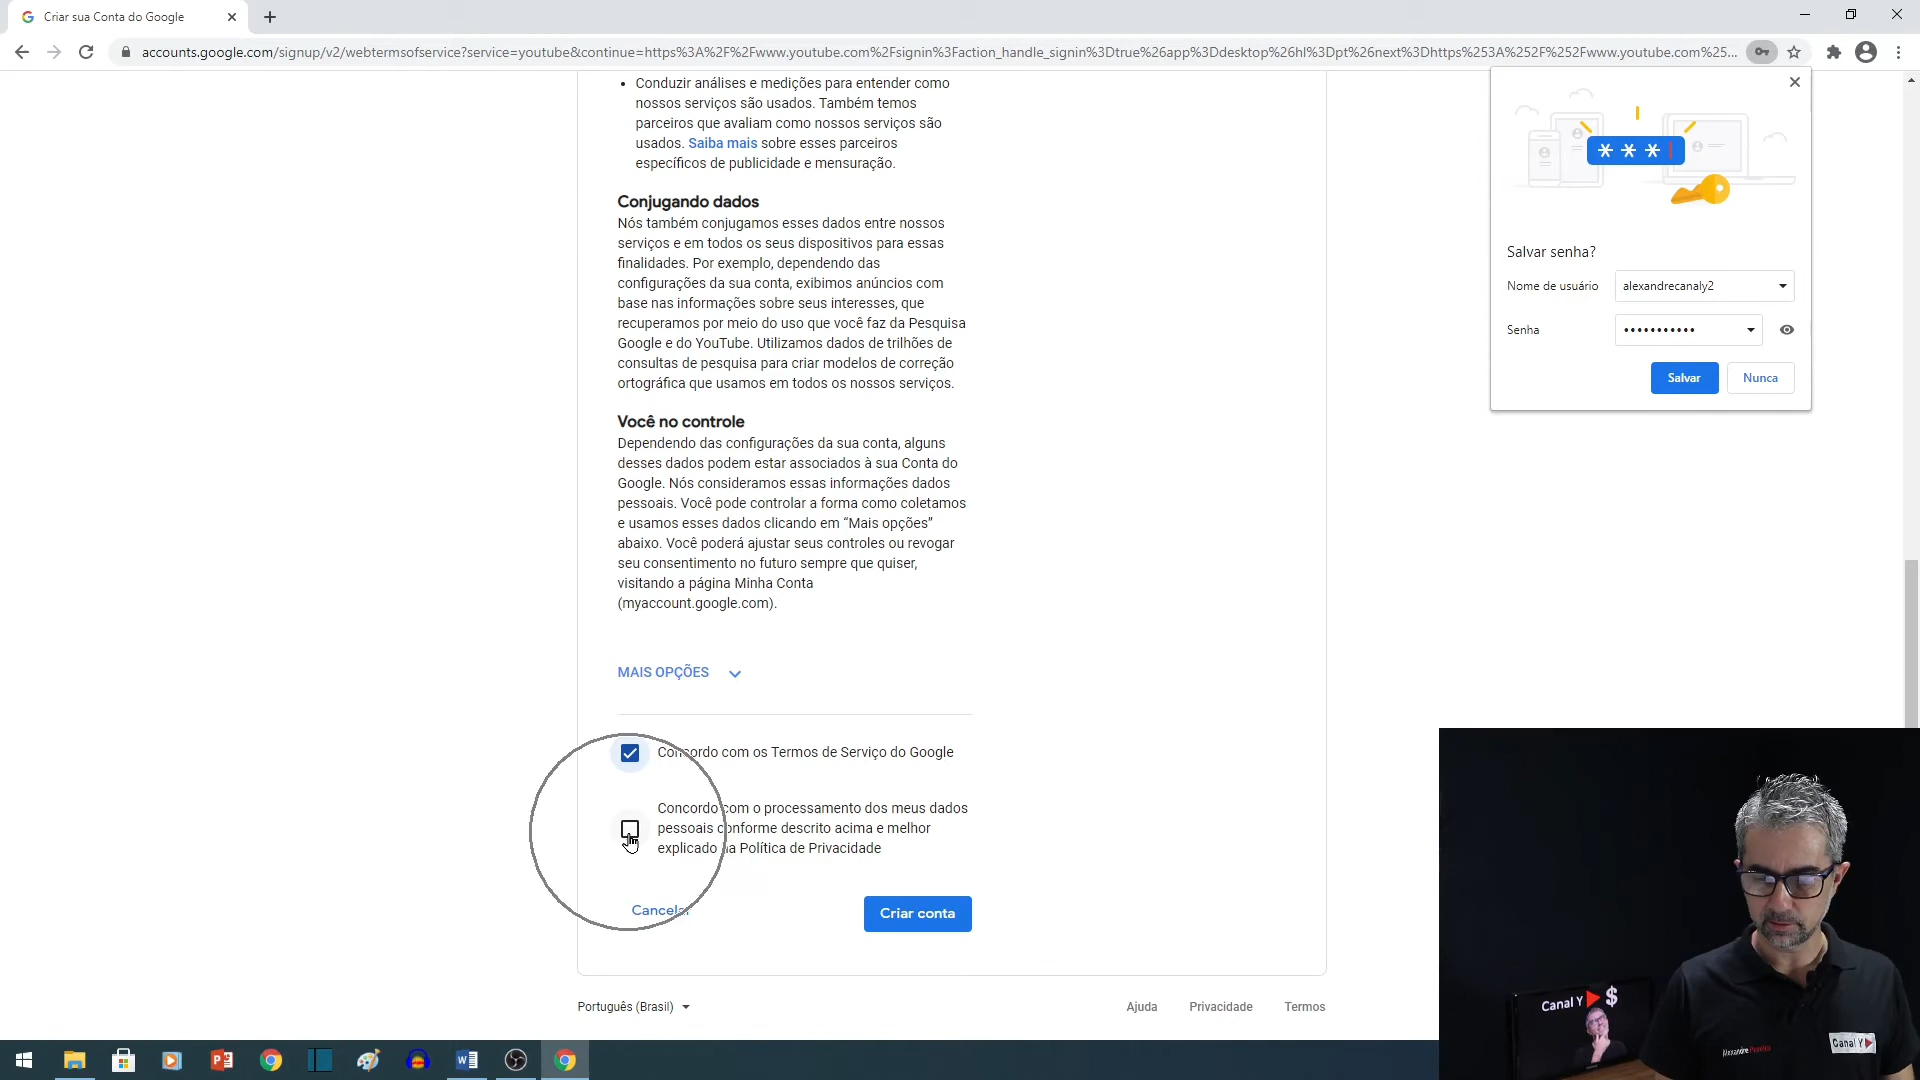 Criar sua Conta do Google
accounts.google.com/signup/v2/webtermsofservice?service=youtube&continue=https%3A%2F%2Fwww.youtube.com%2Fsignin%3Faction_handle_signin%3Dtrue%26app%3Ddesktop%26hl%3Dpt%26next%3Dhttps%253A%252F%252Fwww.youtube.com%25...
Conduzir análises e medições para entender como
nossos serviços são usados. Também temos
parceiros que avaliam como nossos serviços são
usados. Saiba mais sobre esses parceiros
específicos de publicidade e mensuração.
Conjugando dados
Nós também conjugamos esses dados entre nossos
serviços e em todos os seus dispositivos para essas
finalidades. Por exemplo, dependendo das
configurações da sua conta, exibimos anúncios com
base nas informações sobre seus interesses, que
recuperamos por meio do uso que você faz da Pesquisa
Google e do YouTube. Utilizamos dados de trilhões de
consultas de pesquisa para criar modelos de correção
ortográfica que usamos em todos os nossos serviços.
Você no controle
Dependendo das configurações da sua conta, alguns
desses dados podem estar associados à sua Conta do
Google. Nós consideramos essas informações dados
pessoais. Você pode controlar a forma como coletamos
e usamos esses dados clicando em “Mais opções”
abaixo. Você poderá ajustar seus controles ou revogar
seu consentimento no futuro sempre que quiser,
visitando a página Minha Conta
(myaccount.google.com).
MAIS OPÇÕES
Concordo com os Termos de Serviço do Google
Concordo com o processamento dos meus dados
pessoais conforme descrito acima e melhor
explicado na Política de Privacidade
Cancelar
Criar conta
Português (Brasil)
Ajuda
Privacidade
Termos
***
Salvar senha?
Nome de usuário
alexandrecanaly2
Senha
•••••••••••
Salvar
Nunca
Canal Y $
Alexandre
Canal Y